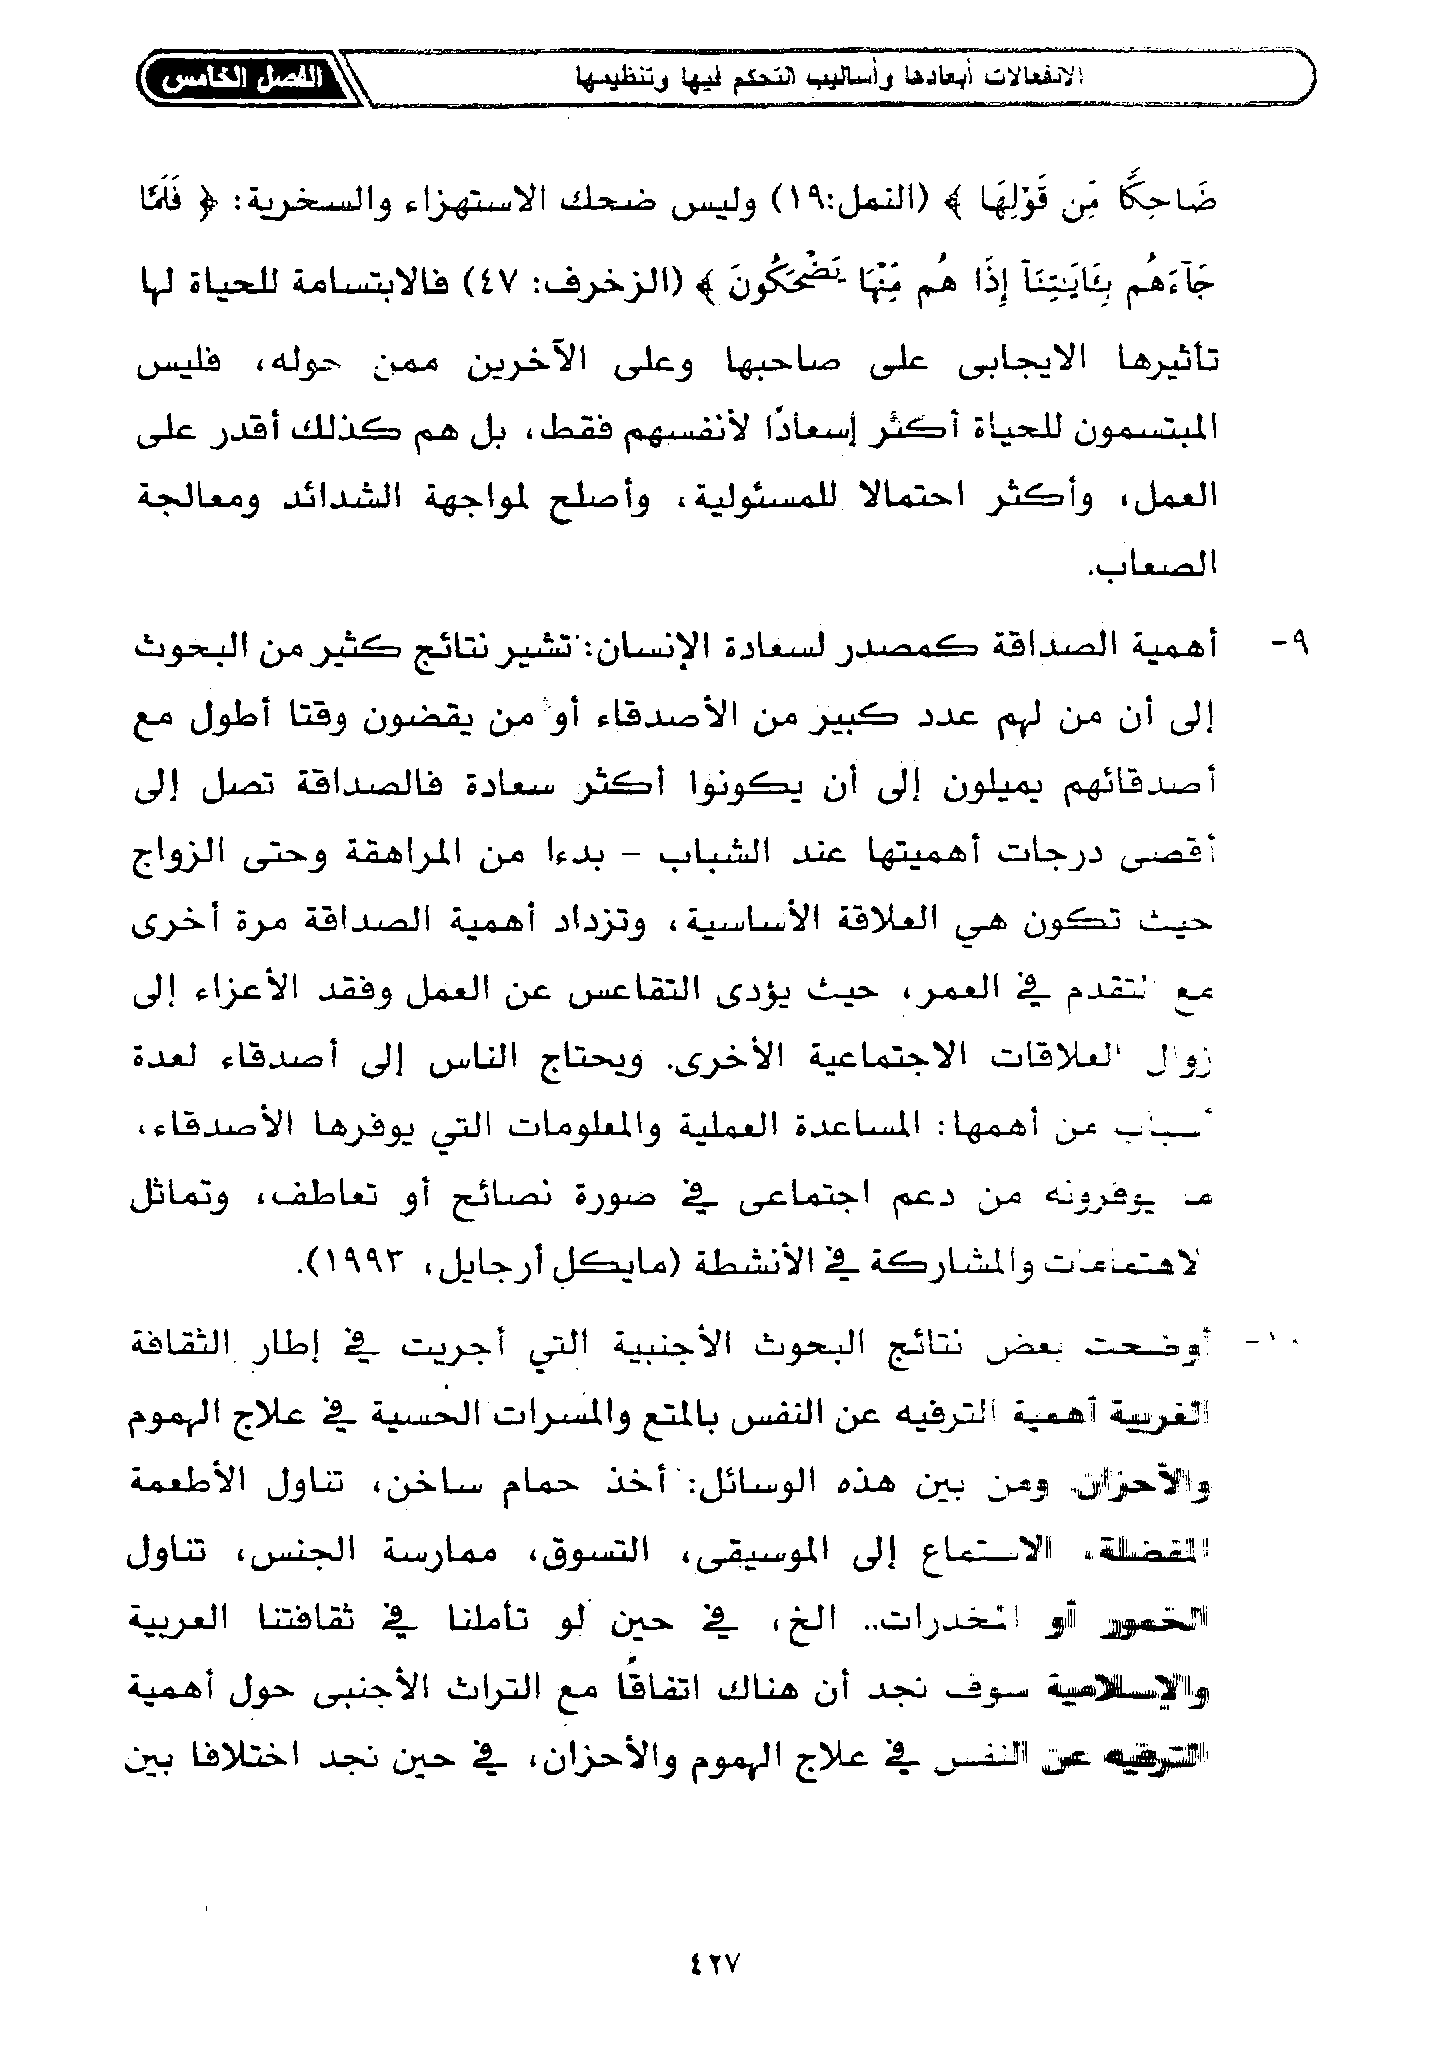 الانفعالات أبعادها وأساليب التحكم فيها وتنظيمها
الفصل الخامس
ضَاحِكًا مِّن قَوْلِهَا ﴾ (النمل:١٩) وليس ضحك الاستهزاء والسخرية: ﴿ فَلَمَّا
جَآءَهُم بِـَٔايَـٰتِنَآ إِذَا هُم مِّنْهَا يَضْحَكُونَ ﴾ (الزخرف: ٤٧) فالابتسامة للحياة لها
تأثيرها الايجابى على صاحبها وعلى الآخرين ممن حوله، فليس
المبتسمون للحياة أكثر إسعادًا لأنفسهم فقط، بل هم كذلك أقدر على
العمل، وأكثر احتمالا للمسئولية، وأصلح لمواجهة الشدائد ومعالجة
الصعاب.
٩- أهمية الصداقة كمصدر لسعادة الإنسان: تشير نتائج كثير من البحوث
إلى أن من لهم عدد كبير من الأصدقاء أو من يقضون وقتا أطول مع
أصدقائهم يميلون إلى أن يكونوا أكثر سعادة فالصداقة تصل إلى
أقصى درجات أهميتها عند الشباب – بدءا من المراهقة وحتى الزواج
حيث تكون هي العلاقة الأساسية، وتزداد أهمية الصداقة مرة أخرى
مع التقدم في العمر، حيث يؤدى التقاعس عن العمل وفقد الأعزاء إلى
زوال العلاقات الاجتماعية الأخرى. ويحتاج الناس إلى أصدقاء لعدة
أسباب من أهمها: المساعدة العملية والمعلومات التي يوفرها الأصدقاء،
ما يوفرونه من دعم اجتماعى في صورة نصائح أو تعاطف، وتماثل
الاهتمامات والمشاركة في الأنشطة (مايكل أرجايل، ١٩٩٣).
١٠- أوضحت بعض نتائج البحوث الأجنبية التي أجريت في إطار الثقافة
الغربية أهمية الترفيه عن النفس بالمتع والمسرات الحسية في علاج الهموم
والأحزان ومن بين هذه الوسائل: أخذ حمام ساخن، تناول الأطعمة
المفضلة، الاستماع إلى الموسيقى، التسوق، ممارسة الجنس، تناول
الخمور أو المخدرات.. الخ، في حين لو تأملنا في ثقافتنا العربية
والإسلامية سوف نجد أن هناك اتفاقًا مع التراث الأجنبى حول أهمية
الترفيه عن النفس في علاج الهموم والأحزان، في حين نجد اختلافا بين
٤٢٧